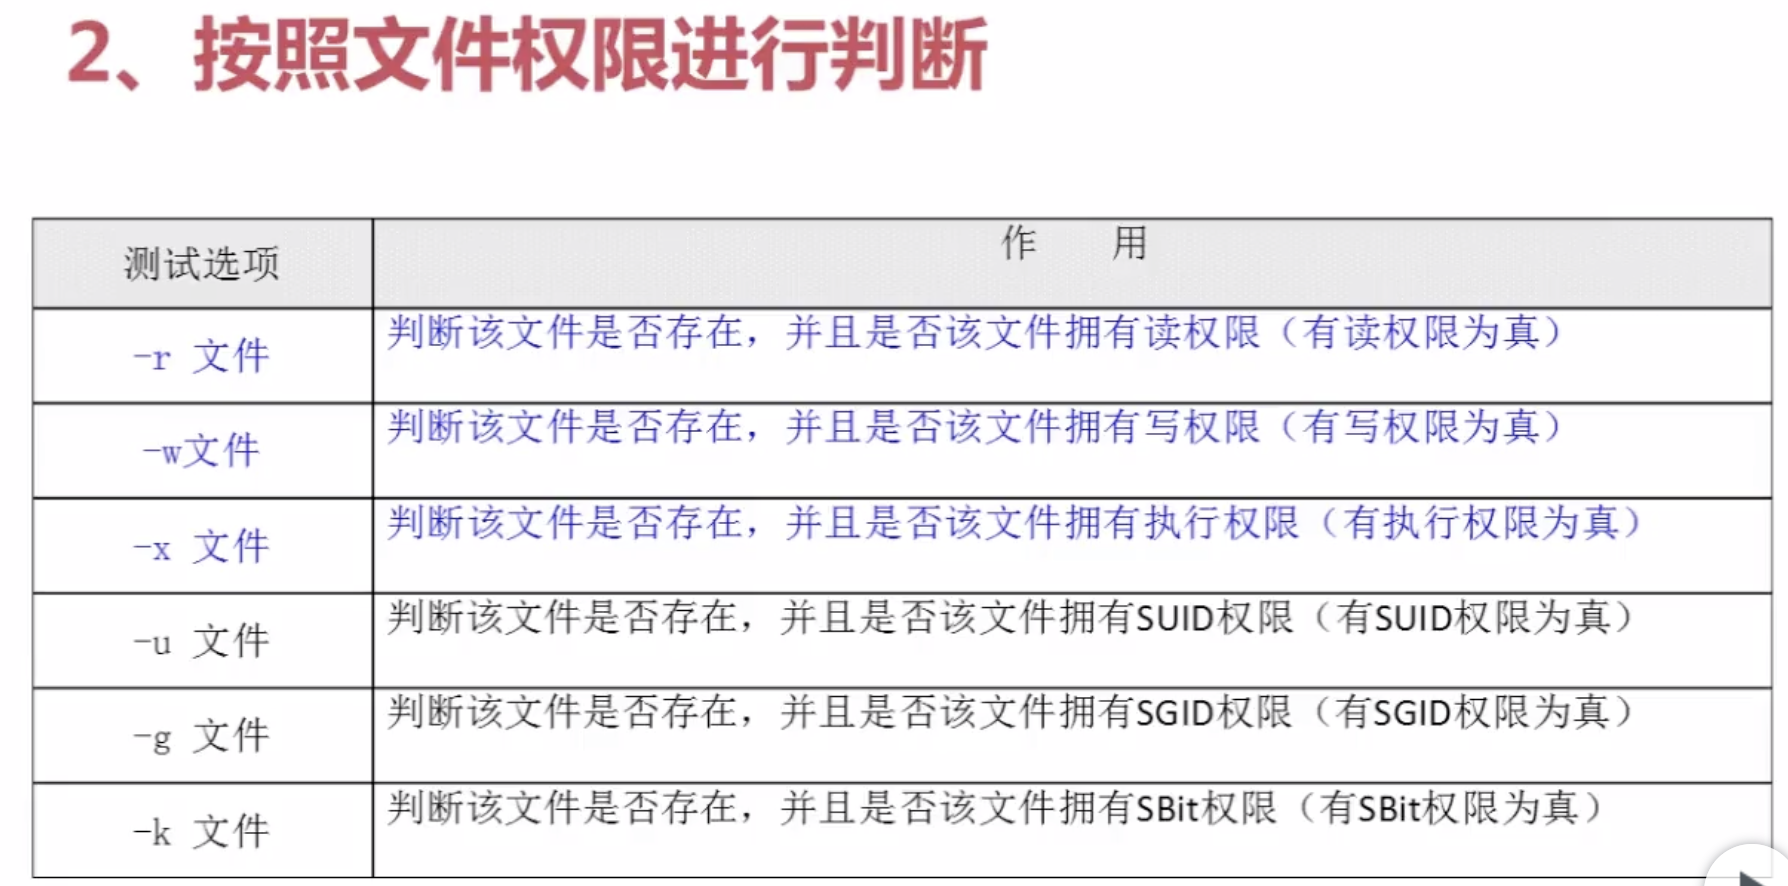 2、按照文件权限进行判断
测试选项 作 用
-r 文件 判断该文件是否存在，并且是否该文件拥有读权限（有读权限为真）
-w文件 判断该文件是否存在，并且是否该文件拥有写权限（有写权限为真）
-x 文件 判断该文件是否存在，并且是否该文件拥有执行权限（有执行权限为真）
-u 文件 判断该文件是否存在，并且是否该文件拥有SUID权限（有SUID权限为真）
-g 文件 判断该文件是否存在，并且是否该文件拥有SGID权限（有SGID权限为真）
-k 文件 判断该文件是否存在，并且是否该文件拥有SBit权限（有SBit权限为真）